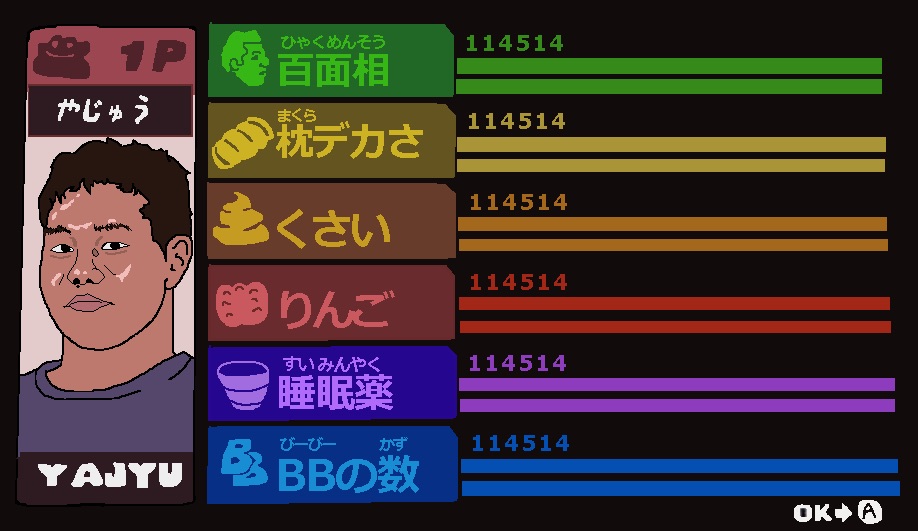 1P
やじゅう
YAJYU
ひゃくめんそう
百面相
114514
まくら
枕デカさ
114514
くさい
114514
りんご
114514
すいみんやく
睡眠薬
114514
びーびー かず
BB
BBの数
114514
OK→A